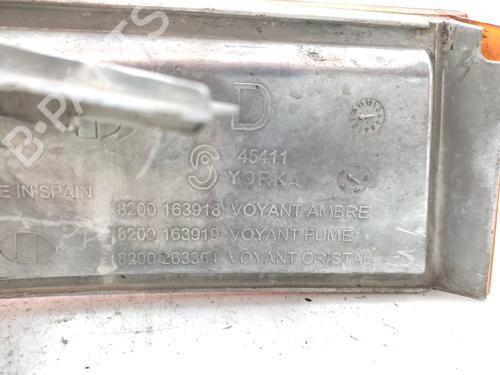 B-PARTS
D
45411
YORKA
E IN SPAIN
8200 163918 VOYANT AMBRE
8200 163919 VOYANT FUME
8200 263364 VOYANT CRISTAL